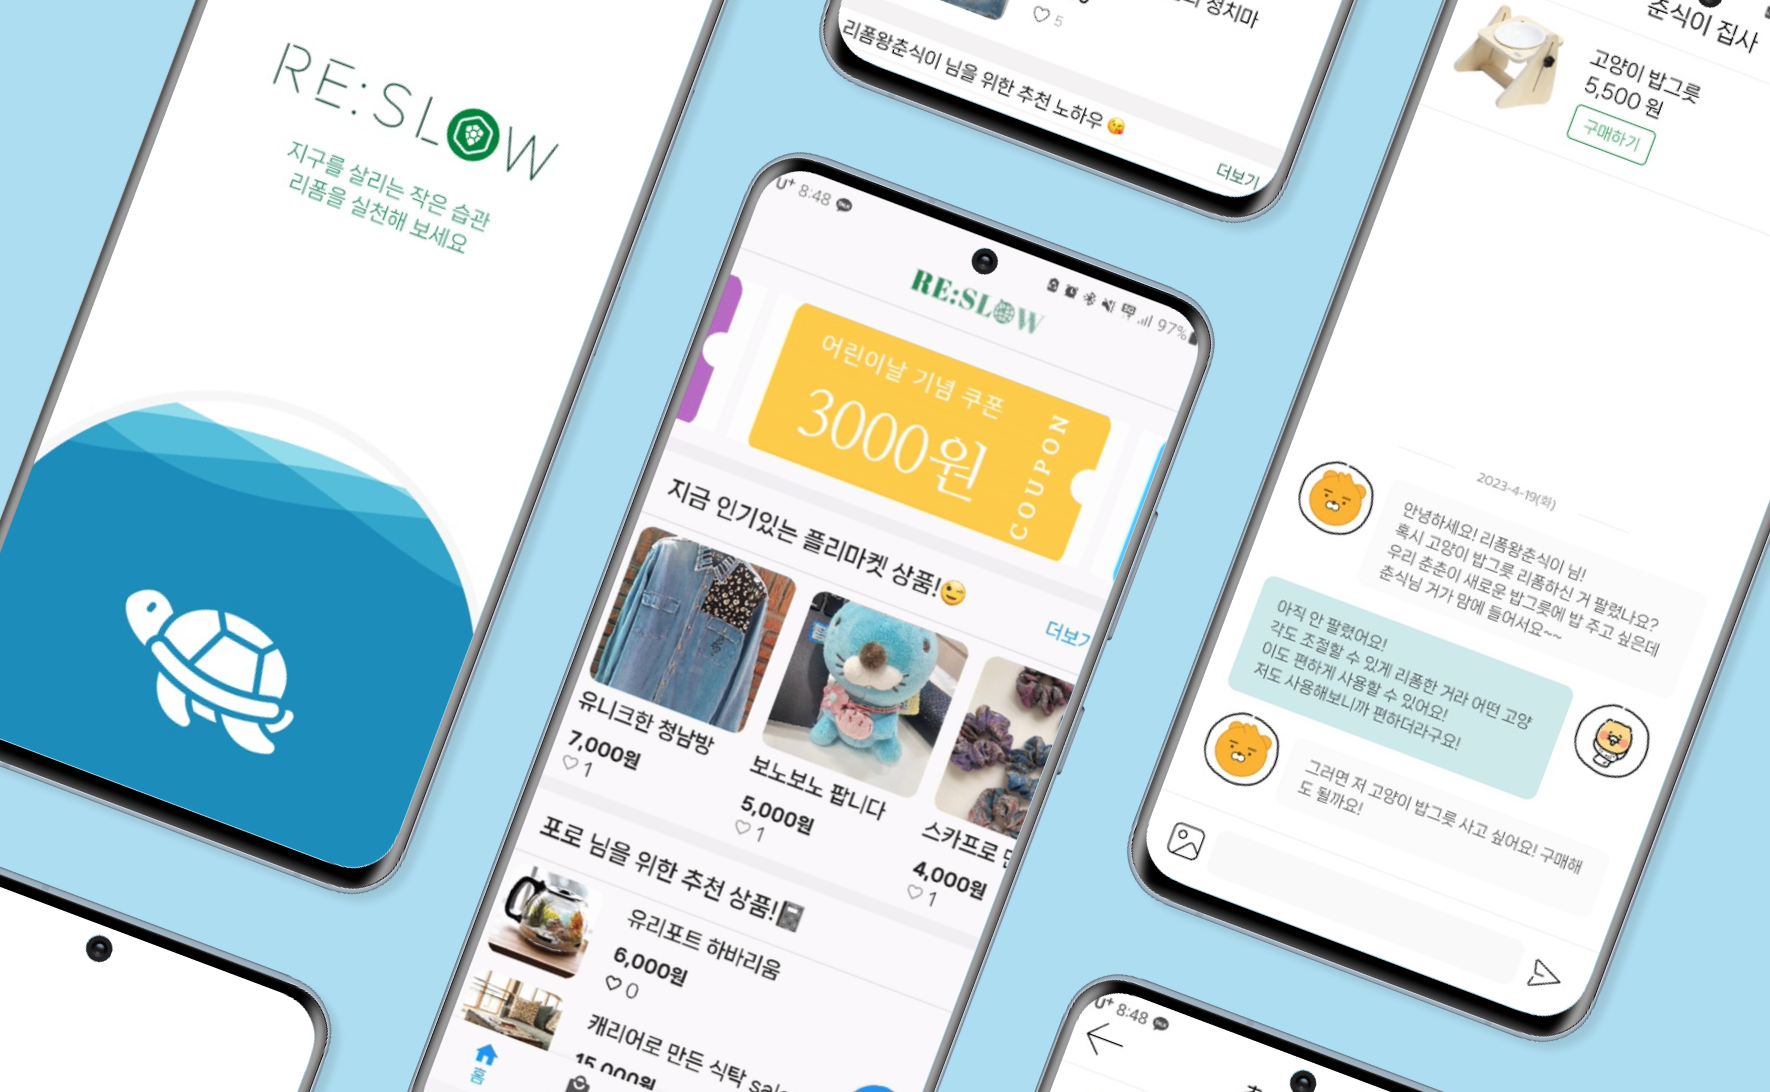 RE:SLOW
지구를 살리는 작은 습관
리폼을 실천해 보세요
정치마
5
리폼왕춘식이 님을 위한 추천 노하우😘
더보기
U⁺ 8:48
97%
RE:SLOW
어린이날 기념 쿠폰
3000원
COUPON
지금 인기있는 플리마켓 상품!😉
더보기
유니크한 청남방
7,000원
1
보노보노 팝니다
5,000원
1
스카프로
4,000원
1
포로 님을 위한 추천 상품!📓
유리포트 하바리움
6,000원
0
캐리어로 만든 식탁
15,000원
홈
춘식이 집사
고양이 밥그릇
5,500 원
구매하기
2023-4-19(화)
안녕하세요! 리폼왕춘식이 님!
혹시 고양이 밥그릇 리폼하신 거 팔렸나요?
우리 춘춘이 새로운 밥그릇에 밥 주고 싶은데
춘식님 거가 맘에 들어서요~~
아직 안 팔렸어요!
각도 조절할 수 있게 리폼한 거라 어떤 고양
이도 편하게 사용할 수 있어요!
저도 사용해보니까 편하더라구요!
그러면 저 고양이 밥그릇 사고 싶어요! 구매해
도 될까요!
U⁺ 8:48